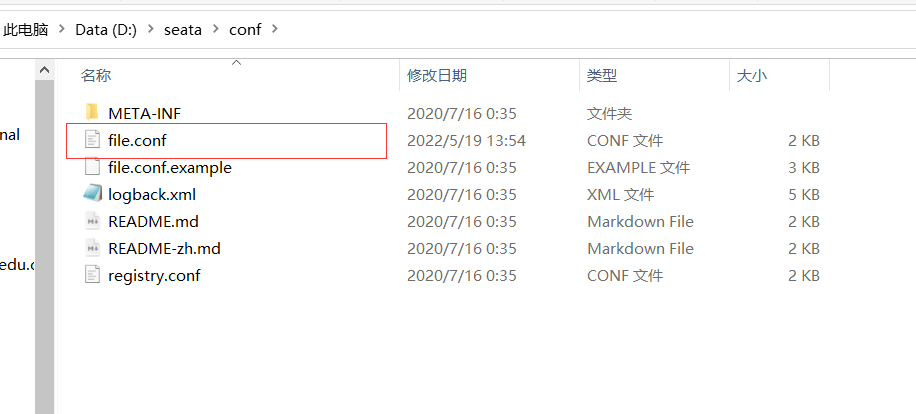 此电脑 > Data (D:) > seata > conf >
名称 修改日期 类型 大小
META-INF 2020/7/16 0:35 文件夹
nal
file.conf 2022/5/19 13:54 CONF 文件 2 KB
file.conf.example 2020/7/16 0:35 EXAMPLE 文件 3 KB
logback.xml 2020/7/16 0:35 XML 文件 5 KB
README.md 2020/7/16 0:35 Markdown File 2 KB
README-zh.md 2020/7/16 0:35 Markdown File 2 KB
edu.c
registry.conf 2020/7/16 0:35 CONF 文件 2 KB